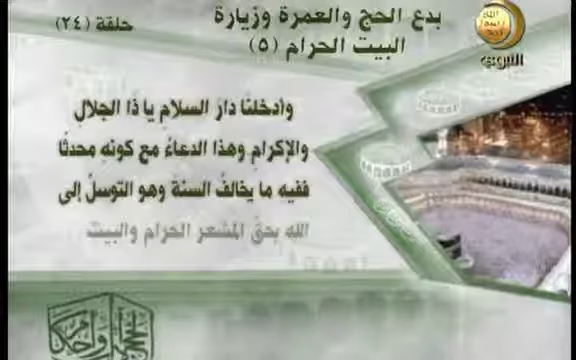 بدع الحج والعمرة وزيارة
البيت الحرام (٥)
حلقة (٢٤)
وأدخلنا دارَ السلامِ يا ذا الجلالِ
والإكرامِ وهذا الدعاءُ مع كونهِ محدثًا
ففيهِ ما يخالفُ السنةَ وهو التوسلُ إلى
اللهِ بحقِّ المشعرِ الحرام والبيت